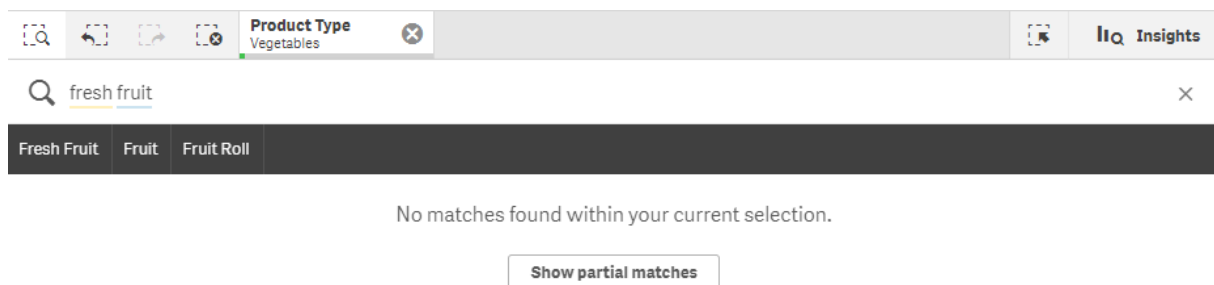 Product Type
Vegetables
Insights
fresh fruit
Fresh Fruit Fruit Fruit Roll
No matches found within your current selection.
Show partial matches